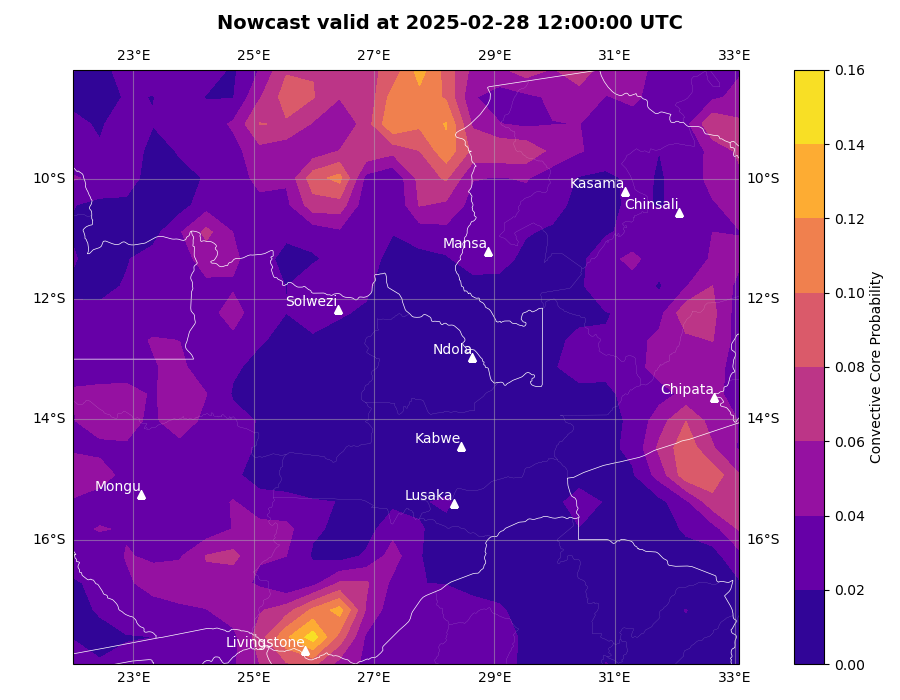 Nowcast valid at 2025-02-28 12:00:00 UTC
23°E 25°E 27°E 29°E 31°E 33°E
0.16
0.14
10°S Kasama 10°S
Chinsali
0.12
Mansa
12°S Solwezi 12°S 0.10
Ndola
0.08
Chipata
14°S 14°S
Kabwe
0.06
Mongu Lusaka
0.04
16°S 16°S
0.02
Livingstone
0.00
23°E 25°E 27°E 29°E 31°E 33°E
Convective Core Probability